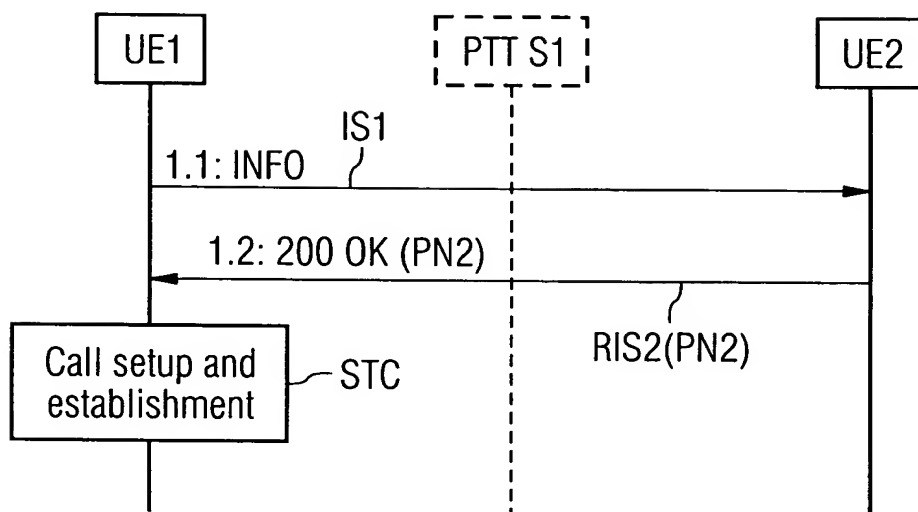 UE1
PTT S1
UE2
IS1
1.1: INFO
1.2: 200 OK (PN2)
RIS2(PN2)
Call setup and
establishment
STC